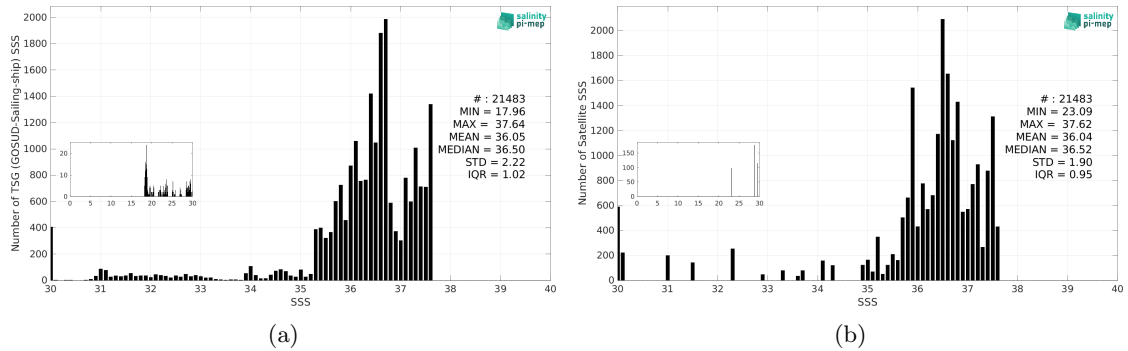 2000
1800
1600
1400
1200
1000
800
600
400
200
0
Number of TSG (GOSUD-Sailing-ship) SSS
salinity
pi-mep
# : 21483
MIN = 17.96
MAX = 37.64
MEAN = 36.05
MEDIAN = 36.50
STD = 2.22
IQR = 1.02
20
10
0
0 5 10 15 20 25 30
30 31 32 33 34 35 36 37 38 39 40
SSS
(a)
2000
1800
1600
1400
1200
1000
800
600
400
200
0
Number of Satellite SSS
salinity
pi-mep
# : 21483
MIN = 23.09
MAX = 37.62
MEAN = 36.04
MEDIAN = 36.52
STD = 1.90
IQR = 0.95
150
100
50
0
0 5 10 15 20 25 30
30 31 32 33 34 35 36 37 38 39 40
SSS
(b)